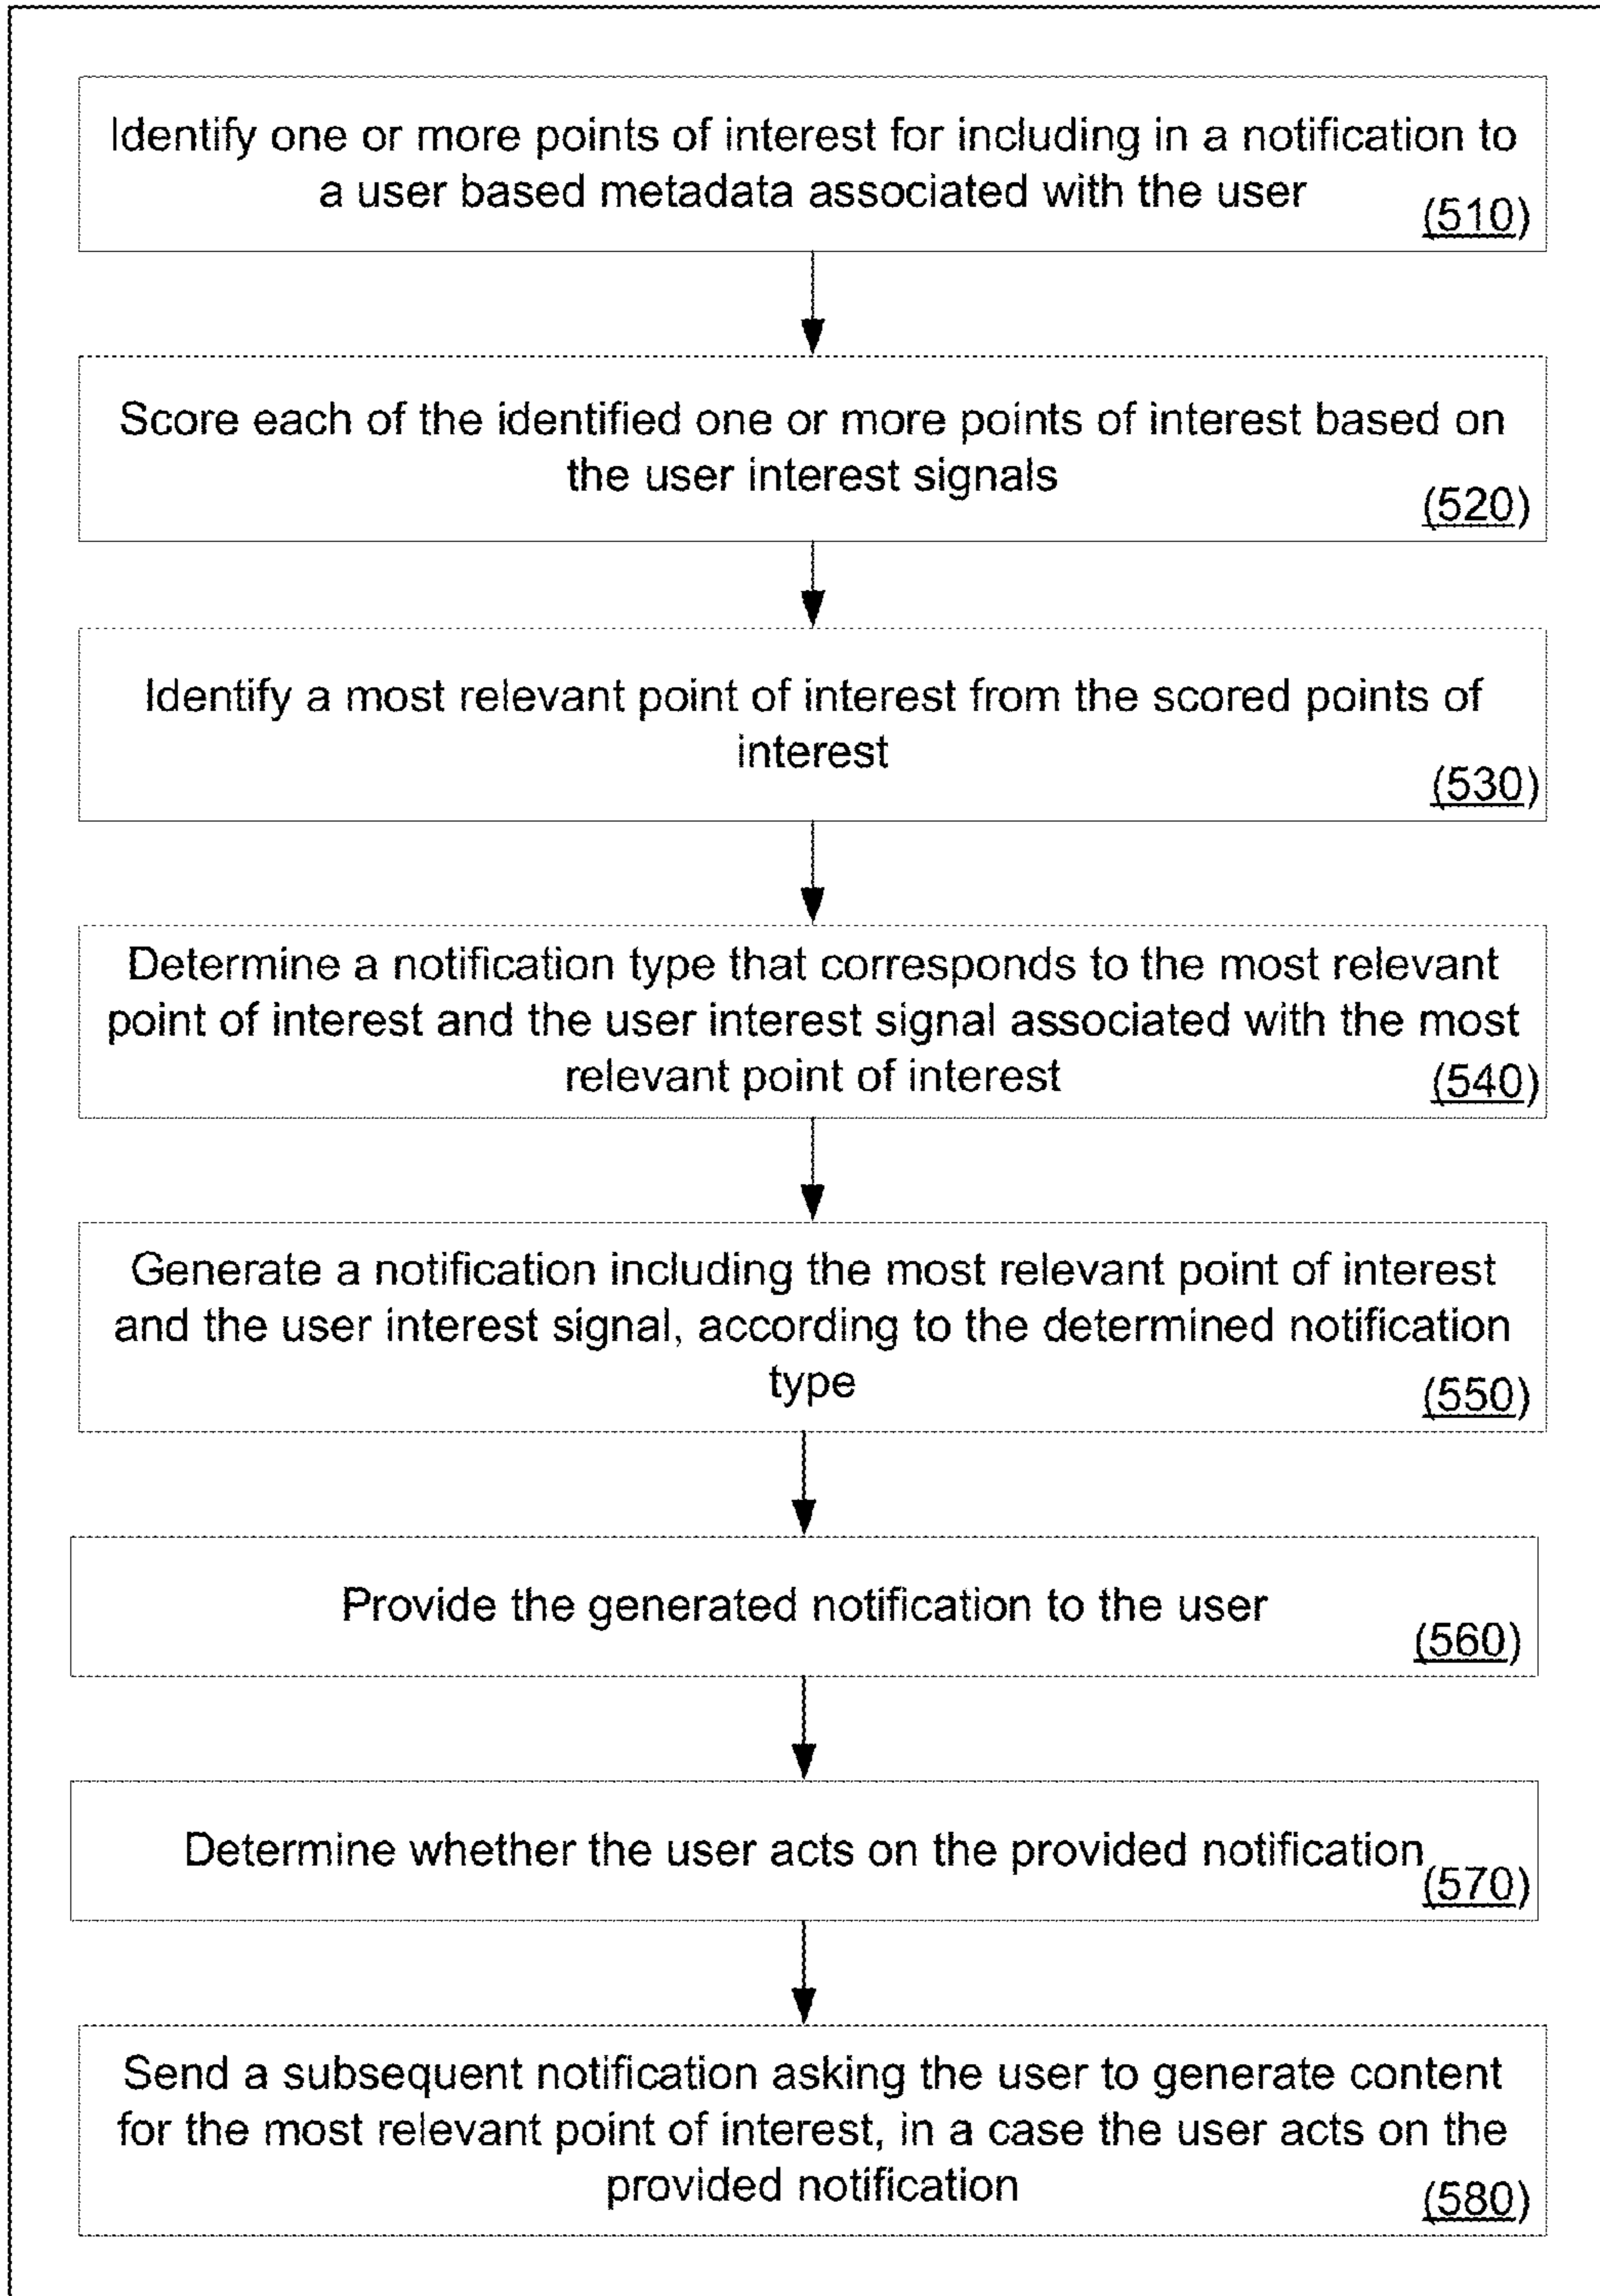 Identify one or more points of interest for including in a notification to
a user based metadata associated with the user
(510)
Score each of the identified one or more points of interest based on
the user interest signals
(520)
Identify a most relevant point of interest from the scored points of
interest
(530)
Determine a notification type that corresponds to the most relevant
point of interest and the user interest signal associated with the most
relevant point of interest
(540)
Generate a notification including the most relevant point of interest
and the user interest signal, according to the determined notification
type
(550)
Provide the generated notification to the user
(560)
Determine whether the user acts on the provided notification
(570)
Send a subsequent notification asking the user to generate content
for the most relevant point of interest, in a case the user acts on the
provided notification
(580)